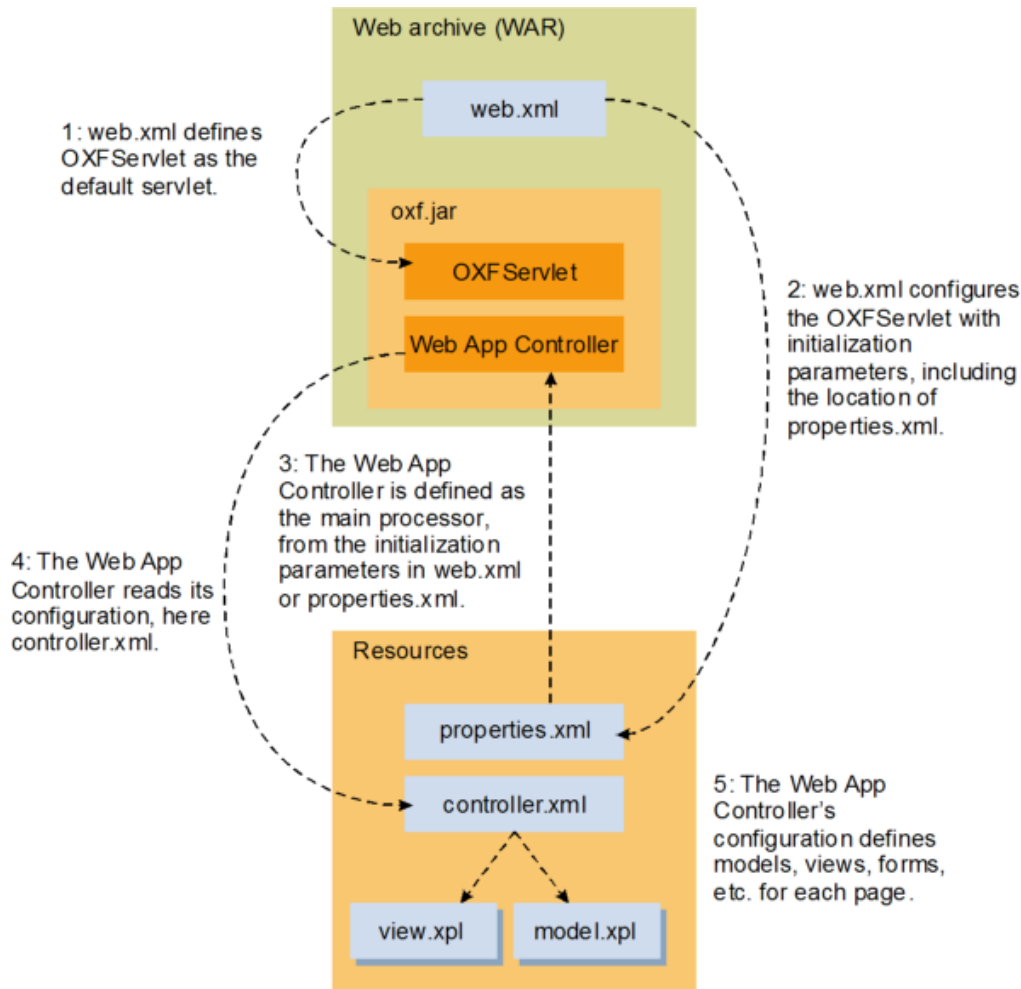 Web archive (WAR)
web.xml
1: web.xml defines
OXFServlet as the
default servlet.
oxf.jar
OXFServlet
Web App Controller
2: web.xml configures
the OXFServlet with
initialization
parameters, including
the location of
properties.xml.
3: The Web App
Controller is defined as
the main processor,
from the initialization
parameters in web.xml
or properties.xml.
4: The Web App
Controller reads its
configuration, here
controller.xml.
Resources
properties.xml
controller.xml
5: The Web App
Controller’s
configuration defines
models, views, forms,
etc. for each page.
view.xpl
model.xpl